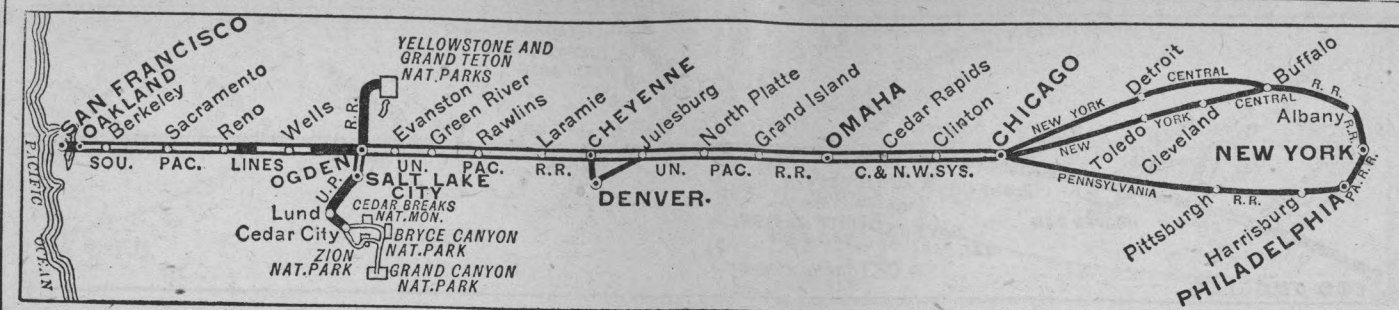 SAN FRANCISCO
OAKLAND
Berkeley
Sacramento
Reno
Wells
YELLOWSTONE AND
GRAND TETON
NAT. PARKS
R.R.
Evanston
Green River
Rawlins
Laramie
CHEYENNE
Julesburg
North Platte
Grand Island
OMAHA
Cedar Rapids
Clinton
CHICAGO
Detroit
Toledo
Cleveland
Buffalo
Albany
NEW YORK
NEW YORK CENTRAL
NEW YORK CENTRAL
R. R.
R.R.
PA. R.R.
PENNSYLVANIA R.R.
Pittsburgh
Harrisburg
PHILADELPHIA
SOU. PAC. LINES
OGDEN
UN. PAC. R.R.
UN. PAC. R.R.
C. & N.W. SYS.
DENVER.
U.P.
SALT LAKE
CITY
CEDAR BREAKS
NAT. MON.
Lund
Cedar City
BRYCE CANYON
NAT. PARK
ZION
NAT. PARK
GRAND CANYON
NAT. PARK
PACIFIC
OCEAN